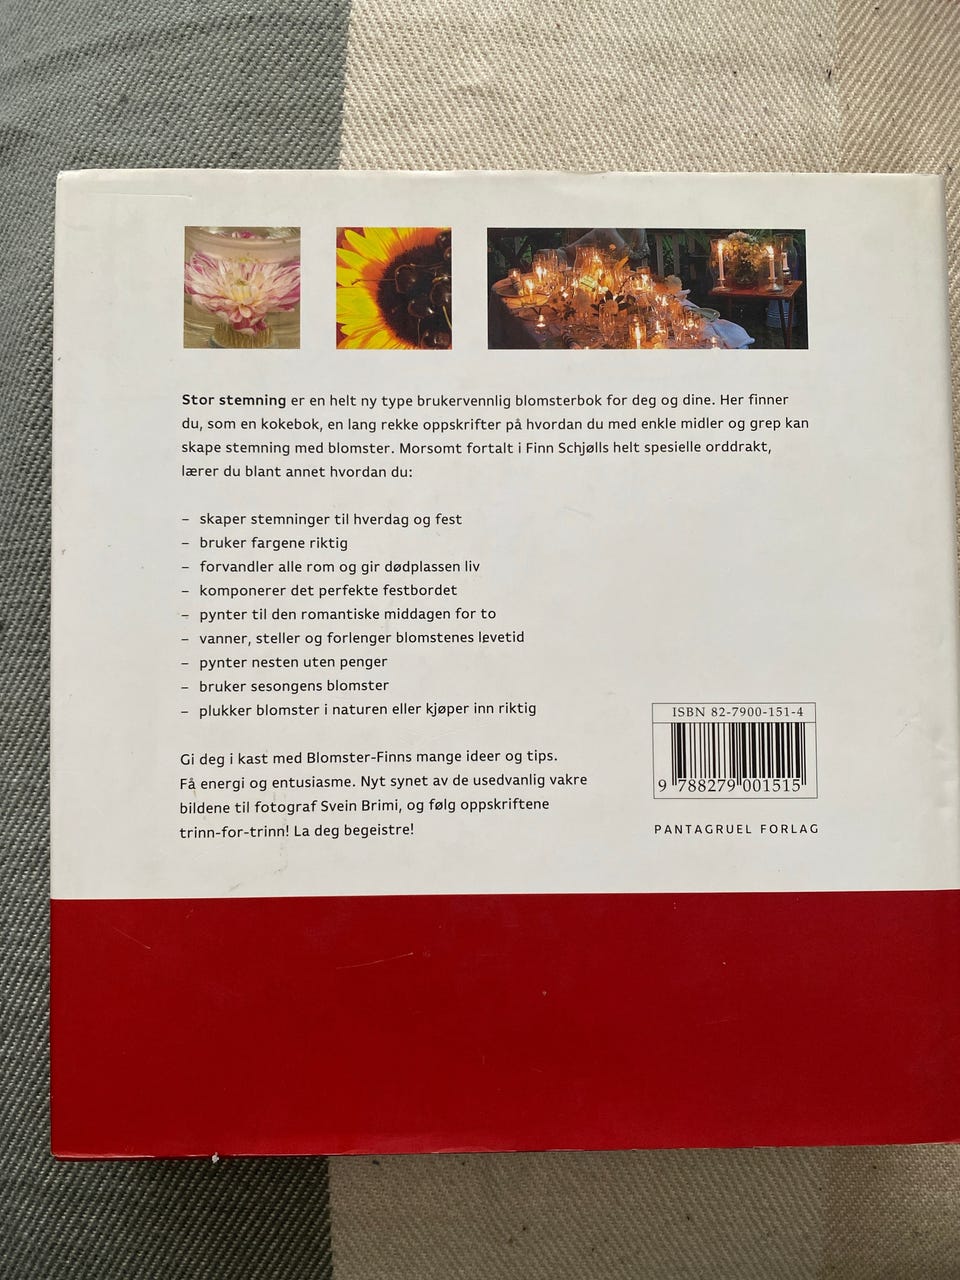 Stor stemning er en helt ny type brukervennlig blomsterbok for deg og dine. Her finner
du, som en kokebok, en lang rekke oppskrifter på hvordan du med enkle midler og grep kan
skape stemning med blomster. Morsomt fortalt i Finn Schjølls helt spesielle orddrakt,
lærer du blant annet hvordan du:
– skaper stemninger til hverdag og fest
– bruker fargene riktig
– forvandler alle rom og gir dødplassen liv
– komponerer det perfekte festbordet
– pynter til den romantiske middagen for to
– vanner, steller og forlenger blomstenes levetid
– pynter nesten uten penger
– bruker sesongens blomster
– plukker blomster i naturen eller kjøper inn riktig
Gi deg i kast med Blomster-Finns mange ideer og tips.
Få energi og entusiasme. Nyt synet av de usedvanlig vakre
bildene til fotograf Svein Brimi, og følg oppskriftene
trinn-for-trinn! La deg begeistre!
ISBN 82-7900-151-4
9 788279 001515
PANTAGRUEL FORLAG